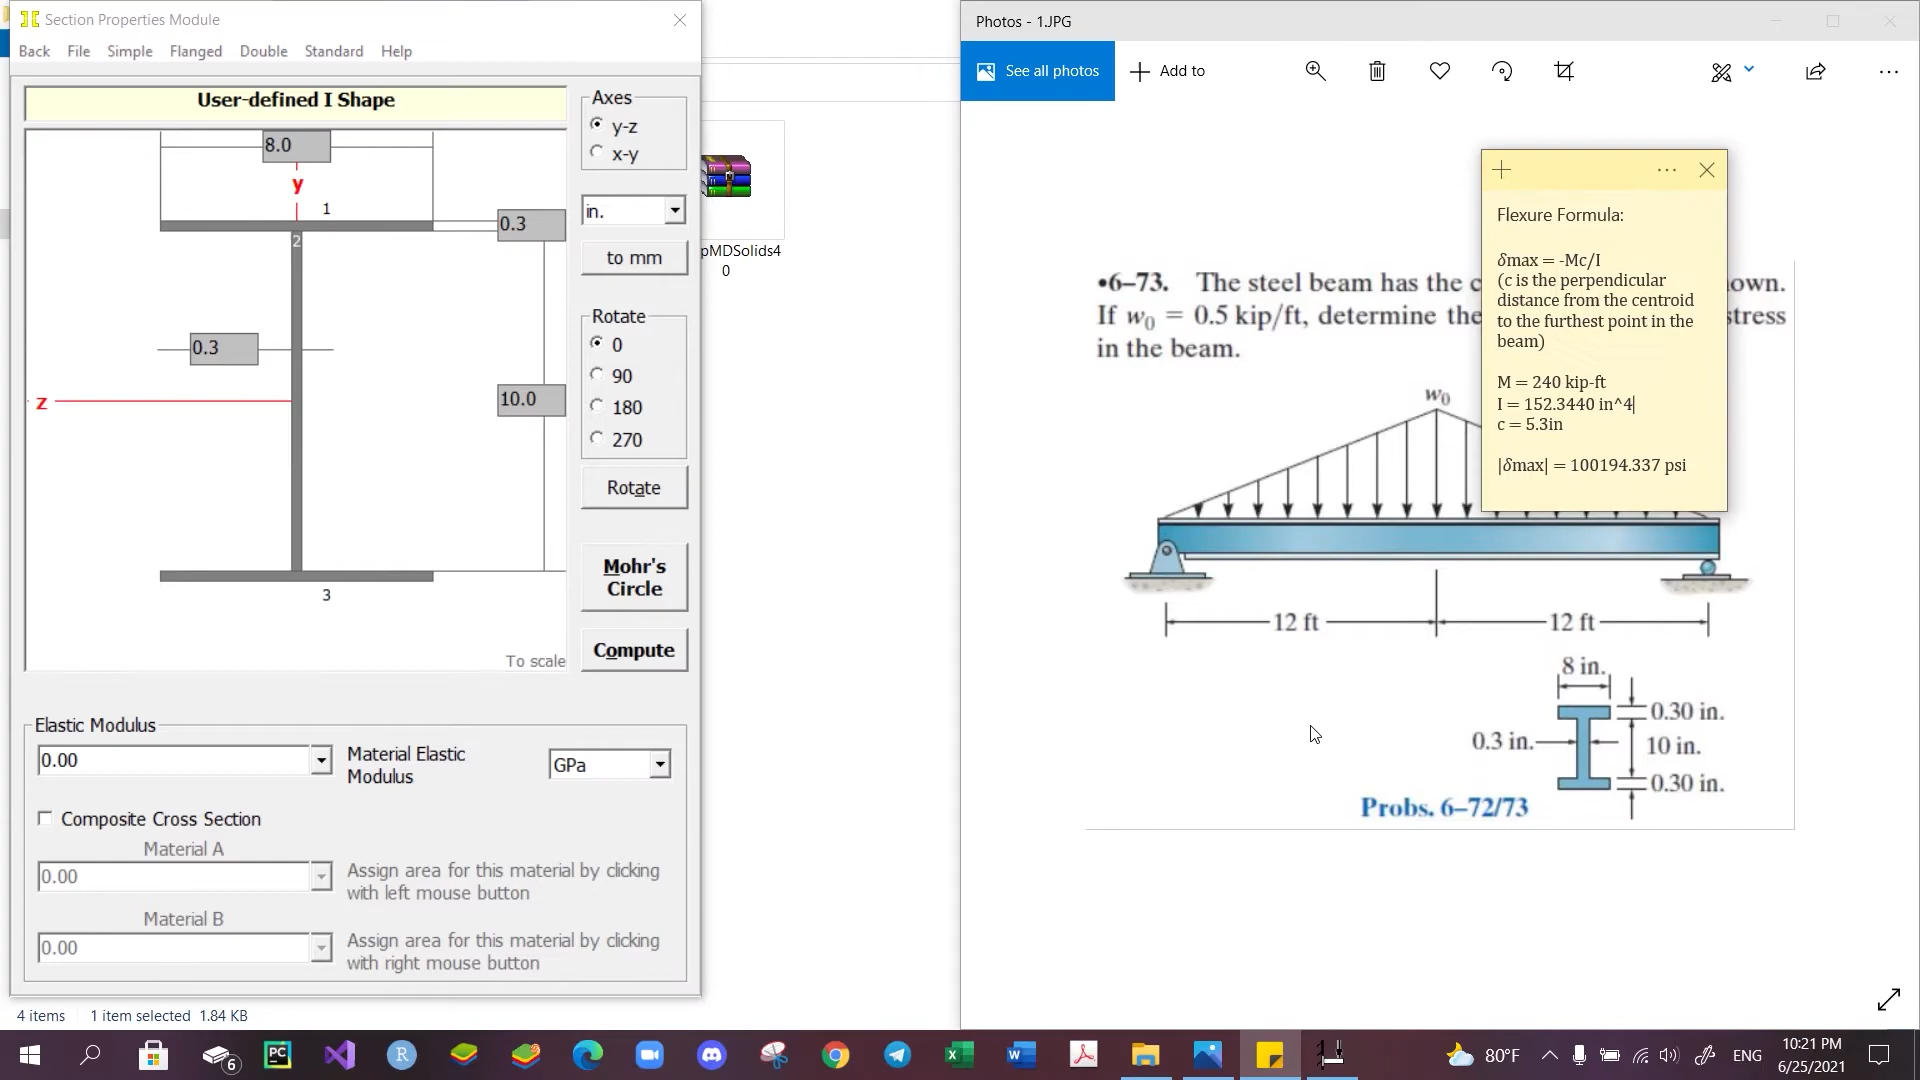 Section Properties Module
Back File Simple Flanged Double Standard Help
User-defined I Shape
8.0
y
1
0.3
2
0.3
z
10.0
3
To scale
Axes
y-z
x-y
in.
to mm
Rotate
0
90
180
270
Rotate
Mohr's
Circle
Compute
Elastic Modulus
0.00
Material Elastic
Modulus
GPa
Composite Cross Section
Material A
0.00
Assign area for this material by clicking
with left mouse button
Material B
0.00
Assign area for this material by clicking
with right mouse button
4 items 1 item selected 1.84 KB
pMDSolids4
0
Photos - 1.JPG
See all photos
Add to
•6–73. The steel beam has the c
own.
If w0 = 0.5 kip/ft, determine the
stress
in the beam.
Flexure Formula:
δmax = -Mc/I
(c is the perpendicular
distance from the centroid
to the furthest point in the
beam)
M = 240 kip-ft
I = 152.3440 in^4
c = 5.3in
|δmax| = 100194.337 psi
w0
12 ft
12 ft
8 in.
0.30 in.
0.3 in.
10 in.
0.30 in.
Probs. 6–72/73
6
PC
R
80°F
ENG
10:21 PM
6/25/2021